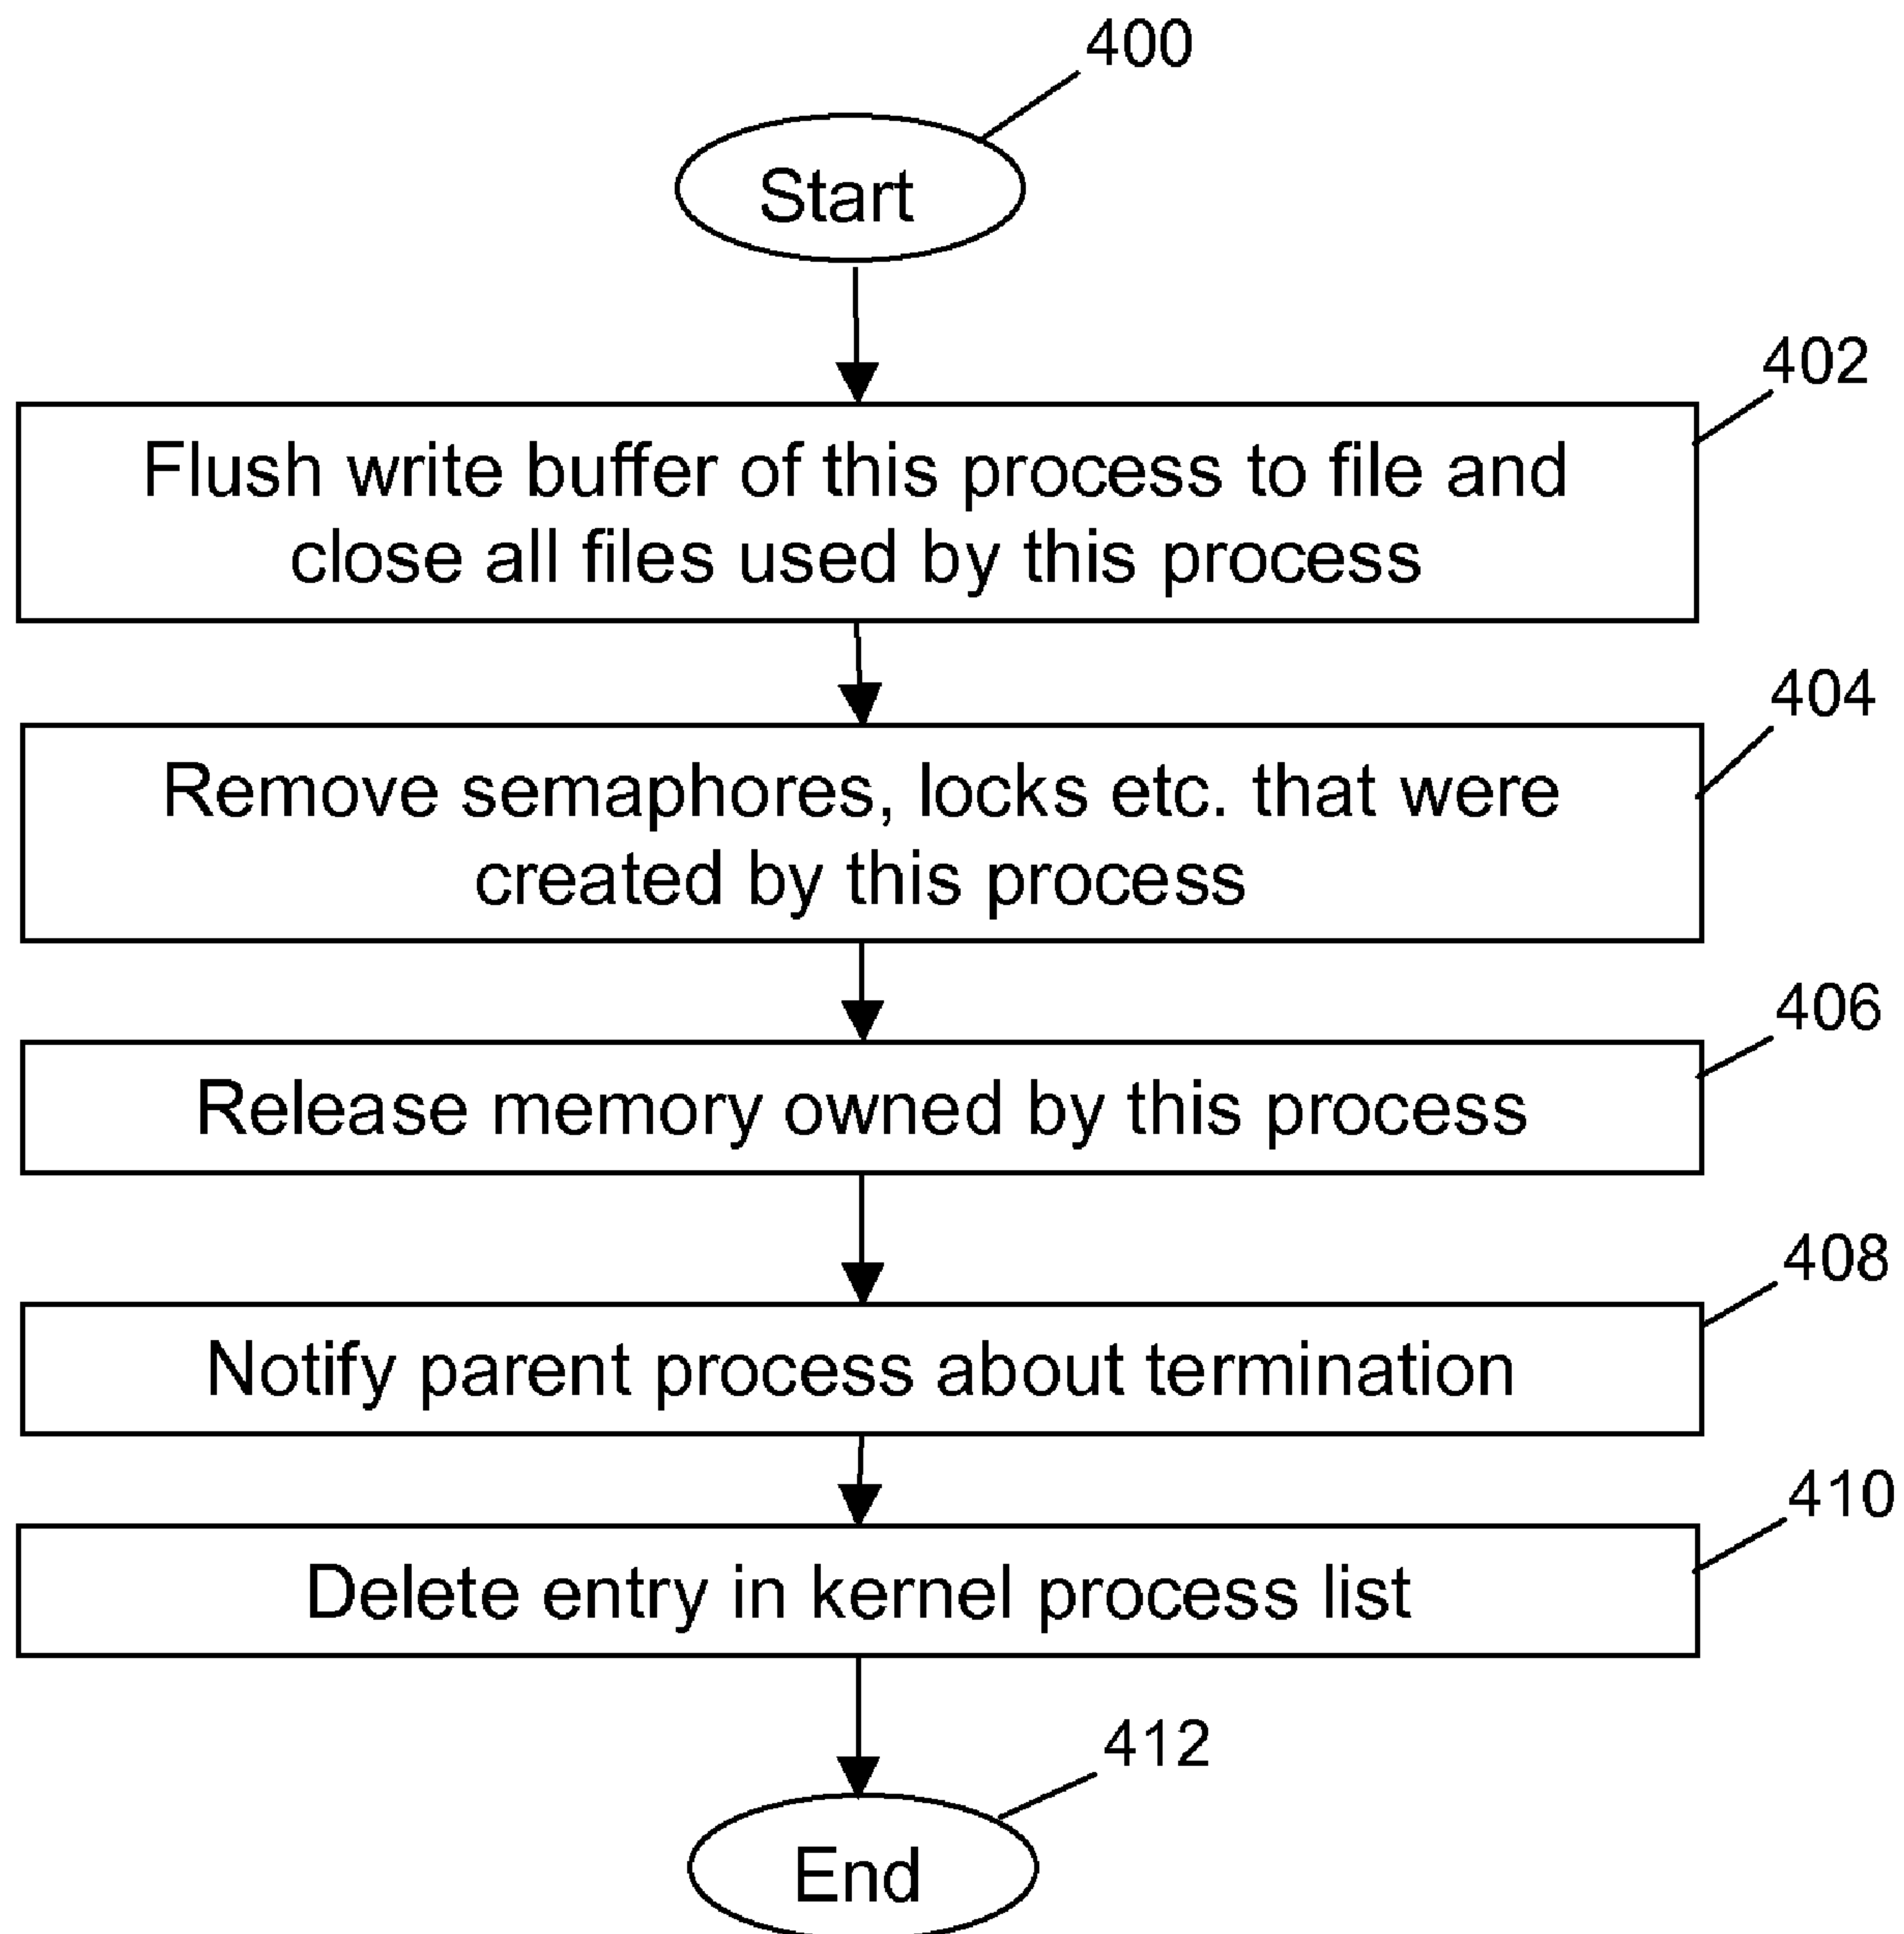 400
Start
402
Flush write buffer of this process to file and
close all files used by this process
404
Remove semaphores, locks etc. that were
created by this process
406
Release memory owned by this process
408
Notify parent process about termination
410
Delete entry in kernel process list
412
End